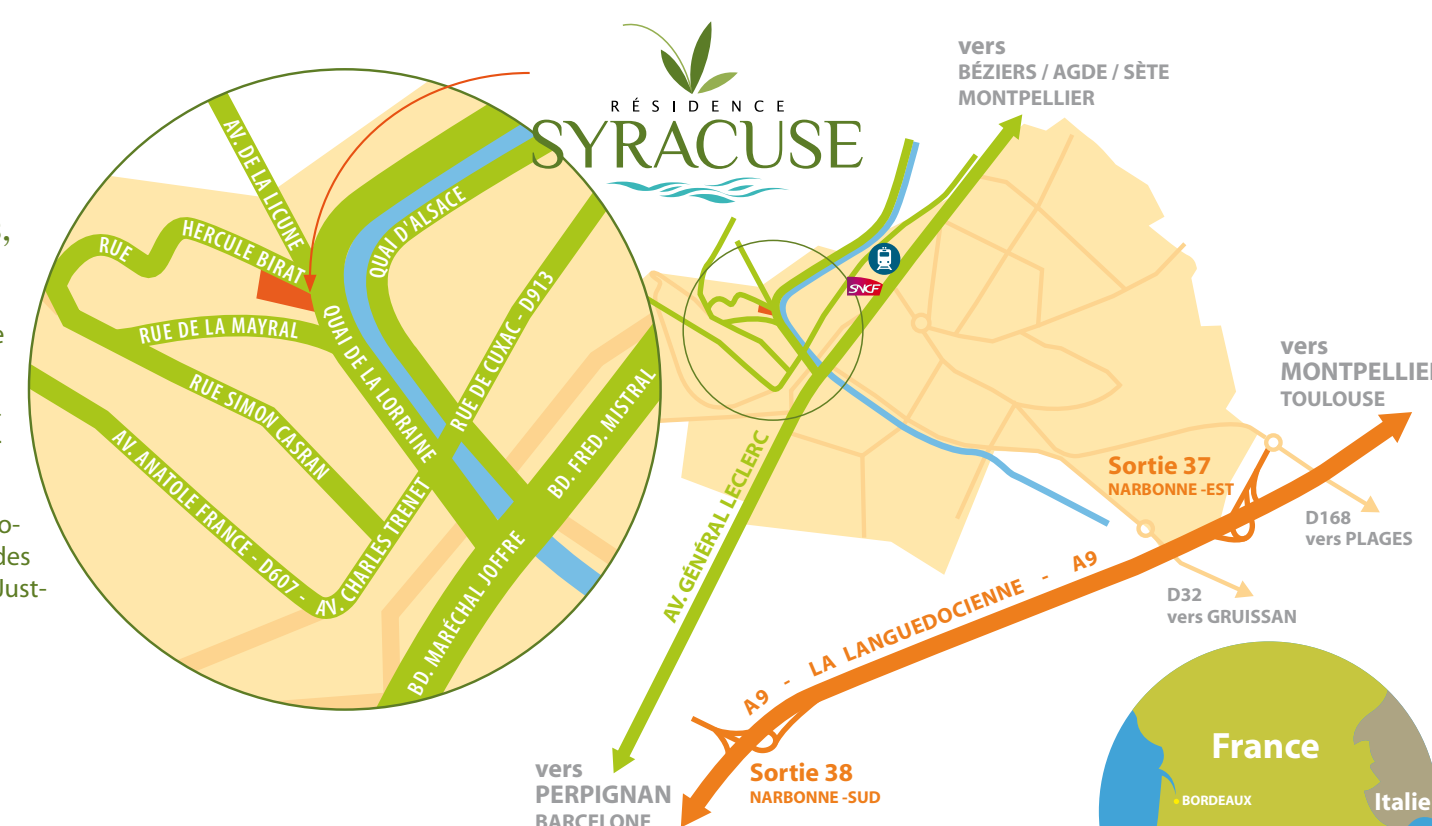 RÉSIDENCE
SYRACUSE
vers
BÉZIERS / AGDE / SÈTE
MONTPELLIER
AV. DE LA LICUNE
QUAI D'ALSACE
RUE
HERCULE BIRAT
RUE DE LA MAYRAL
QUAI DE LA LORRAINE
RUE DE CUXAC - D913
RUE SIMON CASRAN
AV. ANATOLE FRANCE - D607 - AV. CHARLES TRENET
BD. FRED. MISTRAL
BD. MARÉCHAL JOFFRE
s,
e
o-
des
Just-
SNCF
AV. GÉNÉRAL LECLERC
vers
MONTPELLIER
TOULOUSE
Sortie 37
NARBONNE -EST
D168
vers PLAGES
D32
vers GRUISSAN
A9 - LA LANGUEDOCIENNE - A9
Sortie 38
NARBONNE -SUD
vers
PERPIGNAN
BARCELONE
France
BORDEAUX
Italie